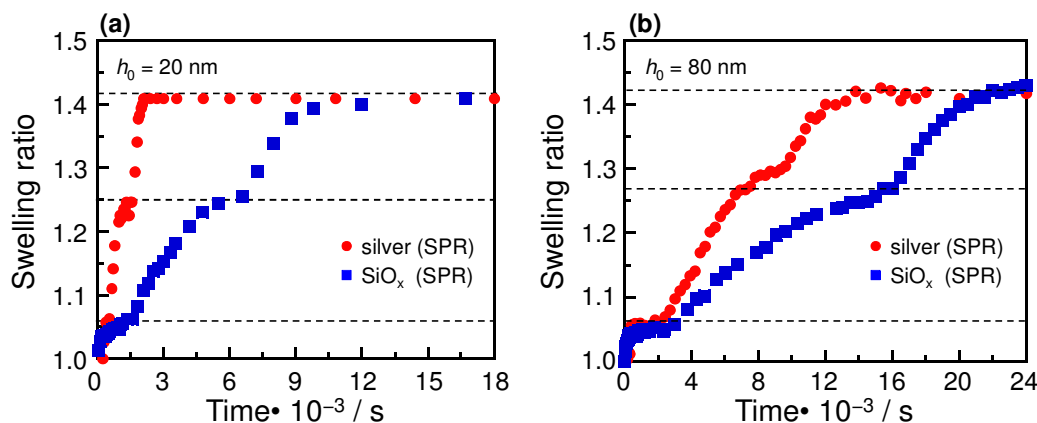 (a)
h₀ = 20 nm
Swelling ratio
1.5
1.4
1.3
1.2
1.1
1.0
silver (SPR)
SiOₓ (SPR)
0 3 6 9 12 15 18
Time• 10⁻³ / s
(b)
h₀ = 80 nm
Swelling ratio
1.5
1.4
1.3
1.2
1.1
1.0
silver (SPR)
SiOₓ (SPR)
0 4 8 12 16 20 24
Time• 10⁻³ / s